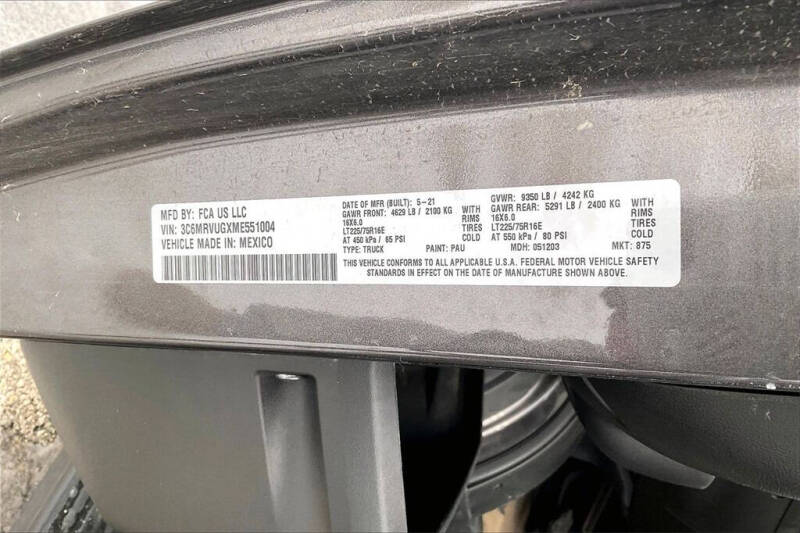 MFD BY: FCA US LLC
VIN: 3C6MRVUGXME551004
VEHICLE MADE IN: MEXICO
DATE OF MFR (BUILT): 5-21
GAWR FRONT: 4629 LB / 2100 KG WITH
16X6.0 RIMS
LT225/75R16E TIRES
AT 450 kPa / 65 PSI COLD
TYPE: TRUCK PAINT: PAU
GVWR: 9350 LB / 4242 KG
GAWR REAR: 5291 LB / 2400 KG WITH
16X6.0 RIMS
LT225/75R16E TIRES
AT 550 kPa / 80 PSI COLD
MDH: 051203 MKT: 875
THIS VEHICLE CONFORMS TO ALL APPLICABLE U.S.A. FEDERAL MOTOR VEHICLE SAFETY
STANDARDS IN EFFECT ON THE DATE OF MANUFACTURE SHOWN ABOVE.